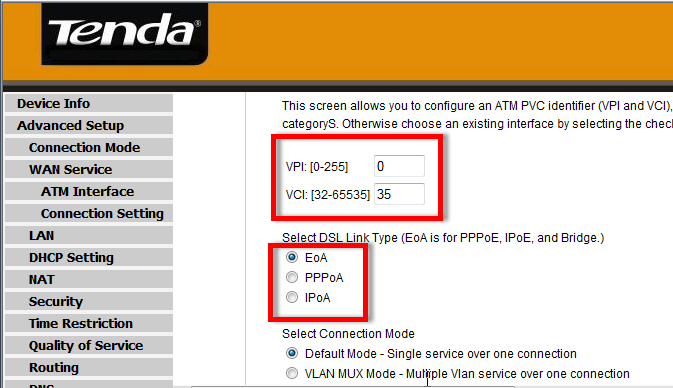 Tenda®
Device Info
Advanced Setup
Connection Mode
WAN Service
ATM Interface
Connection Setting
LAN
DHCP Setting
NAT
Security
Time Restriction
Quality of Service
Routing
DNS
This screen allows you to configure an ATM PVC identifier (VPI and VCI),
categoryS. Otherwise choose an existing interface by selecting the chec
VPI: [0-255] 0
VCI: [32-65535] 35
Select DSL Link Type (EoA is for PPPoE, IPoE, and Bridge.)
EoA
PPPoA
IPoA
Select Connection Mode
Default Mode - Single service over one connection
VLAN MUX Mode - Multiple Vlan service over one connection